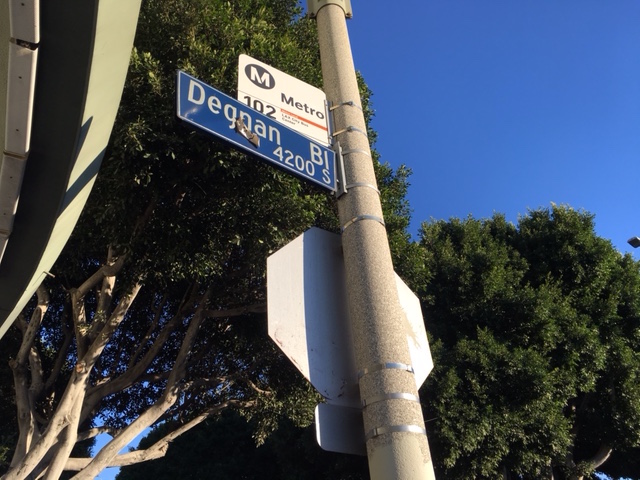 M Metro
102
Degnan Bl
4200 S